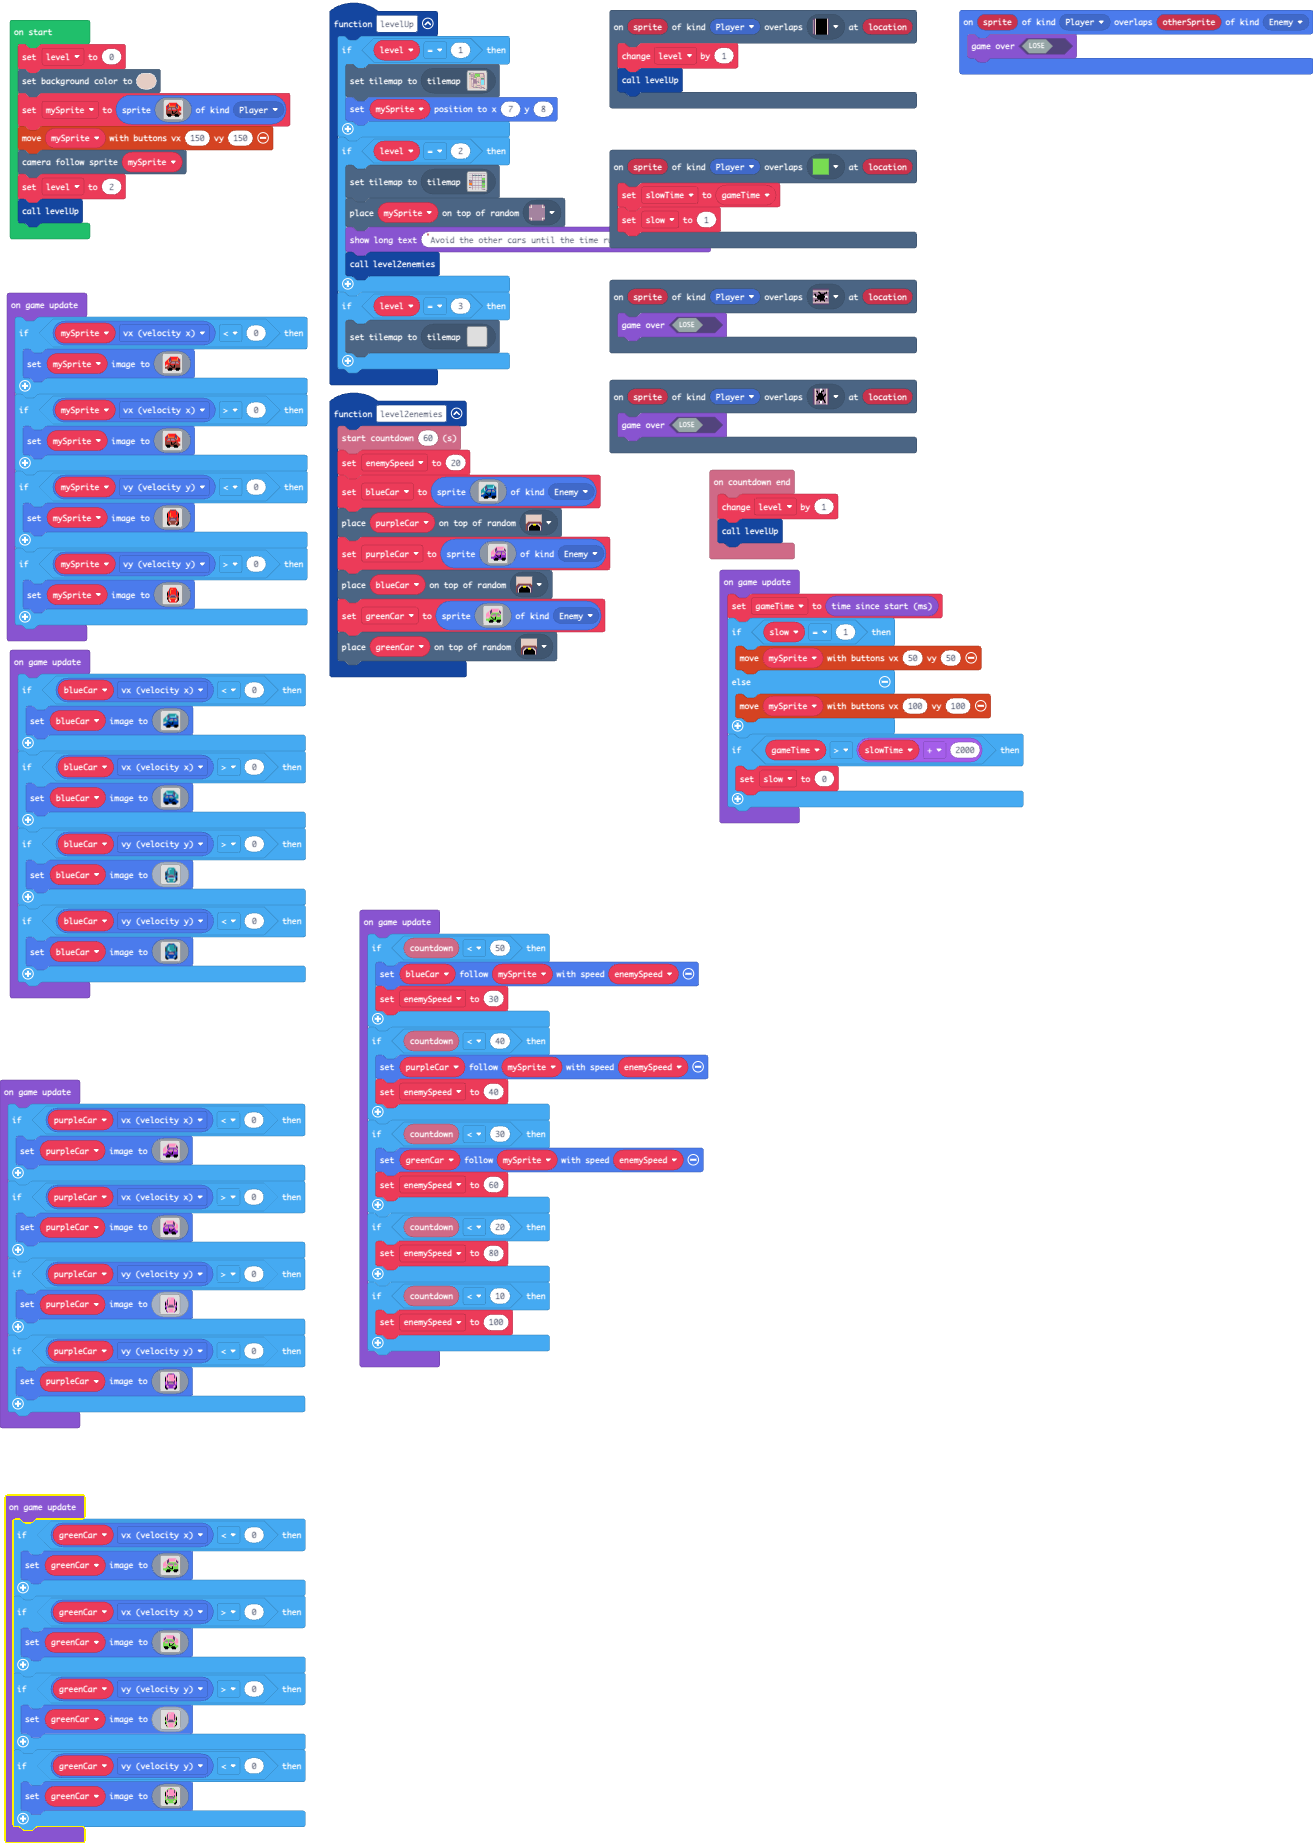 on start
set level to 0
set background color to
set mySprite to sprite of kind Player
move mySprite with buttons vx 150 vy 150
camera follow sprite mySprite
set level to 2
call levelUp
on game update
if mySprite vx (velocity x) < 0 then
set mySprite image to
if mySprite vx (velocity x) > 0 then
set mySprite image to
if mySprite vy (velocity y) < 0 then
set mySprite image to
if mySprite vy (velocity y) > 0 then
set mySprite image to
on game update
if blueCar vx (velocity x) < 0 then
set blueCar image to
if blueCar vx (velocity x) > 0 then
set blueCar image to
if blueCar vy (velocity y) > 0 then
set blueCar image to
if blueCar vy (velocity y) < 0 then
set blueCar image to
on game update
if purpleCar vx (velocity x) < 0 then
set purpleCar image to
if purpleCar vx (velocity x) > 0 then
set purpleCar image to
if purpleCar vy (velocity y) > 0 then
set purpleCar image to
if purpleCar vy (velocity y) < 0 then
set purpleCar image to
on game update
if greenCar vx (velocity x) < 0 then
set greenCar image to
if greenCar vx (velocity x) > 0 then
set greenCar image to
if greenCar vy (velocity y) > 0 then
set greenCar image to
if greenCar vy (velocity y) < 0 then
set greenCar image to
function levelUp
if level = 1 then
set tilemap to tilemap
set mySprite position to x 7 y 8
if level = 2 then
set tilemap to tilemap
place mySprite on top of random
show long text "Avoid the other cars until the time
call level2enemies
if level = 3 then
set tilemap to tilemap
function level2enemies
start countdown 60 (s)
set enemySpeed to 20
set blueCar to sprite of kind Enemy
place purpleCar on top of random
set purpleCar to sprite of kind Enemy
place blueCar on top of random
set greenCar to sprite of kind Enemy
place greenCar on top of random
on game update
if countdown < 50 then
set blueCar follow mySprite with speed enemySpeed
set enemySpeed to 30
if countdown < 40 then
set purpleCar follow mySprite with speed enemySpeed
set enemySpeed to 40
if countdown < 30 then
set greenCar follow mySprite with speed enemySpeed
set enemySpeed to 60
if countdown < 20 then
set enemySpeed to 80
if countdown < 10 then
set enemySpeed to 100
on sprite of kind Player overlaps at location
change level by 1
call levelUp
on sprite of kind Player overlaps at location
set slowTime to gameTime
set slow to 1
on sprite of kind Player overlaps at location
game over LOSE
on sprite of kind Player overlaps at location
game over LOSE
on countdown end
change level by 1
call levelUp
on game update
set gameTime to time since start (ms)
if slow = 1 then
move mySprite with buttons vx 50 vy 50
else
move mySprite with buttons vx 100 vy 100
if gameTime > slowTime + 2000 then
set slow to 0
on sprite of kind Player overlaps otherSprite of kind Enemy
game over LOSE